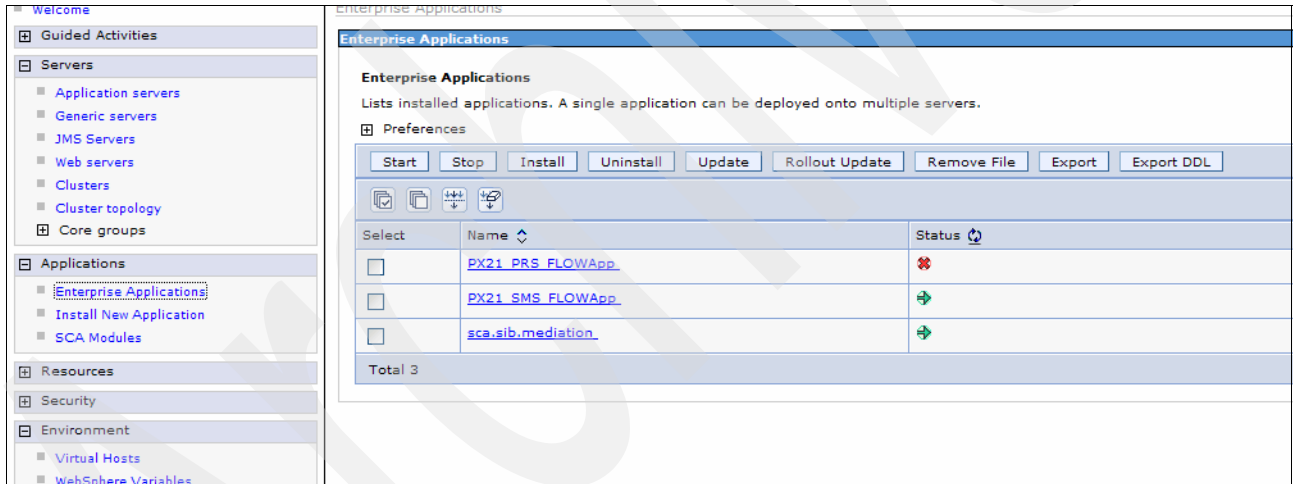 Welcome
Guided Activities
Servers
Application servers
Generic servers
JMS Servers
Web servers
Clusters
Cluster topology
Core groups
Applications
Enterprise Applications
Install New Application
SCA Modules
Resources
Security
Environment
Virtual Hosts
WebSphere Variables
Enterprise Applications
Enterprise Applications
Enterprise Applications
Lists installed applications. A single application can be deployed onto multiple servers.
Preferences
Start Stop Install Uninstall Update Rollout Update Remove File Export Export DDL
Select Name Status
PX21_PRS_FLOWApp
PX21_SMS_FLOWApp
sca.sib.mediation
Total 3